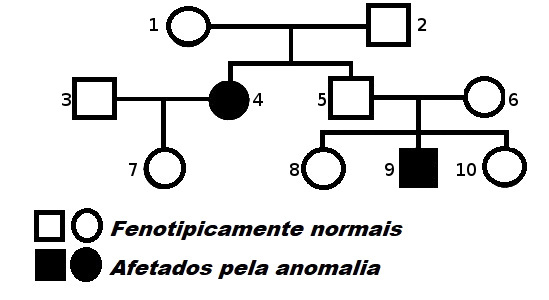 1 2
3 4 5 6
7 8 9 10
Fenotipicamente normais
Afetados pela anomalia